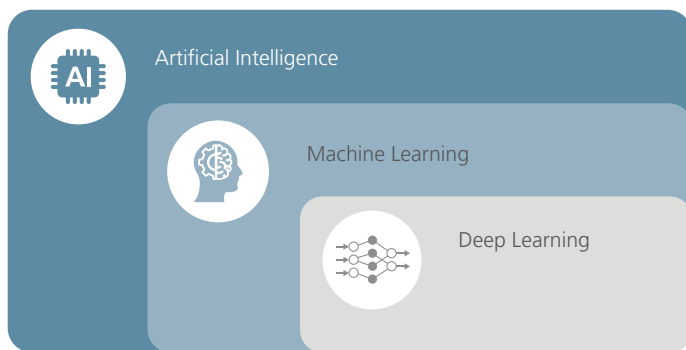 AI
Artificial Intelligence
Machine Learning
Deep Learning